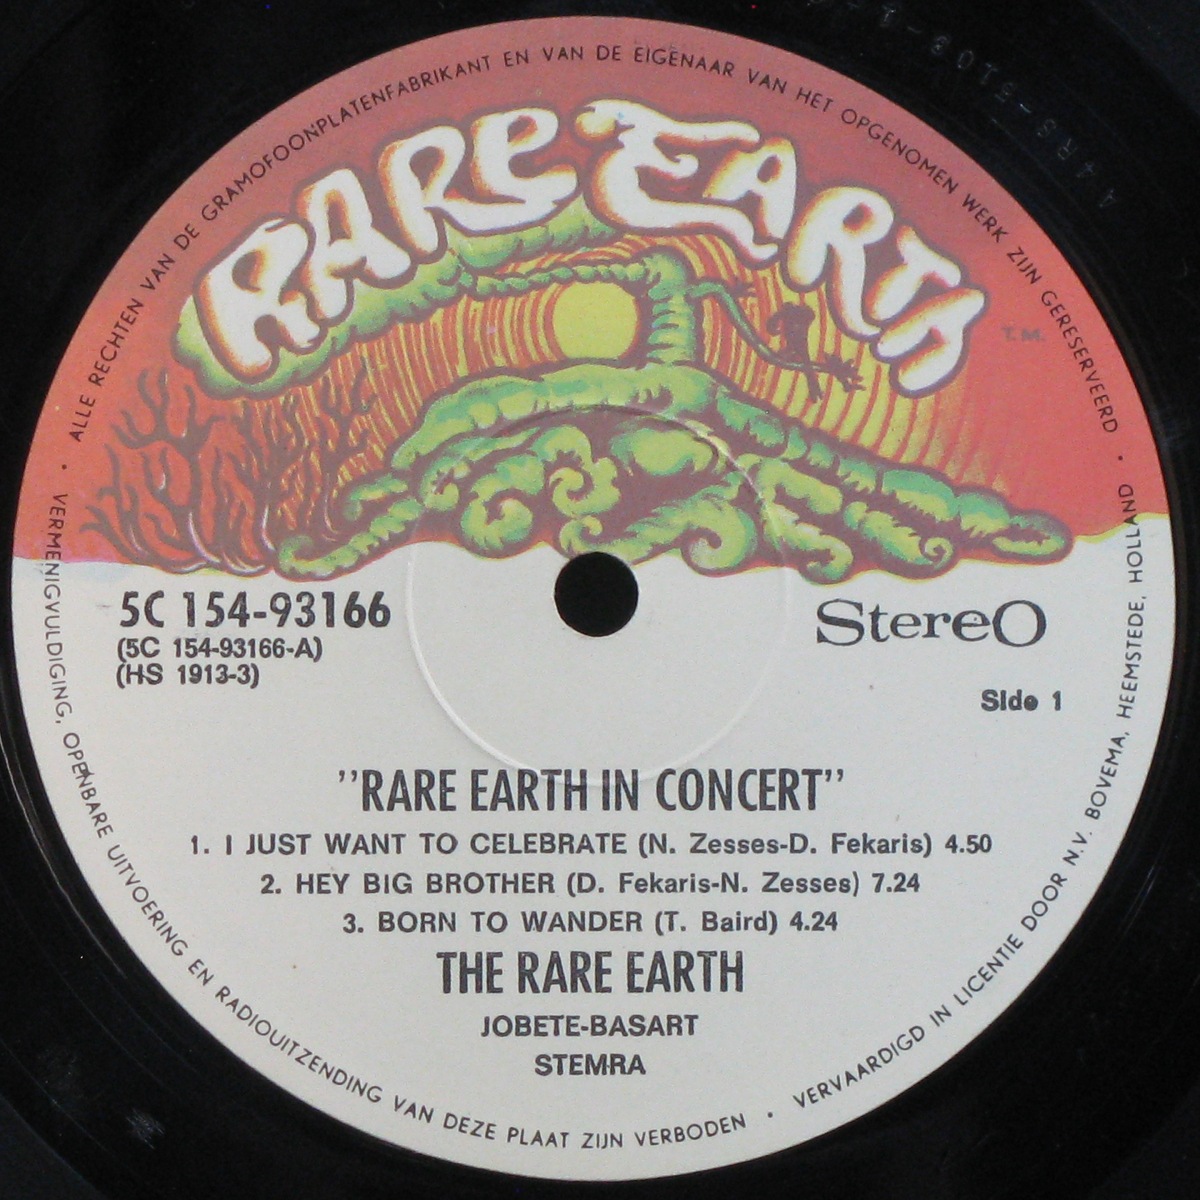 ALLE RECHTEN VAN DE GRAMOFOONPLATENFABRIKANT EN VAN DE EIGENAAR VAN HET OPGENOMEN WERK ZIJN GERESERVEERD •
RARE EARTH
T.M.
5C 154-93166
(5C 154-93166-A)
(HS 1913-3)
StereO
Side 1
"RARE EARTH IN CONCERT"
1. I JUST WANT TO CELEBRATE (N. Zesses-D. Fekaris) 4.50
2. HEY BIG BROTHER (D. Fekaris-N. Zesses) 7.24
3. BORN TO WANDER (T. Baird) 4.24
THE RARE EARTH
JOBETE-BASART
STEMRA
• VERMENIGVULDIGING, OPENBARE UITVOERING EN RADIOUITZENDING VAN DEZE PLAAT ZIJN VERBODEN •
VERVAARDIGD IN LICENTIE DOOR N.V. BOVEMA, HEEMSTEDE, HOLLAND